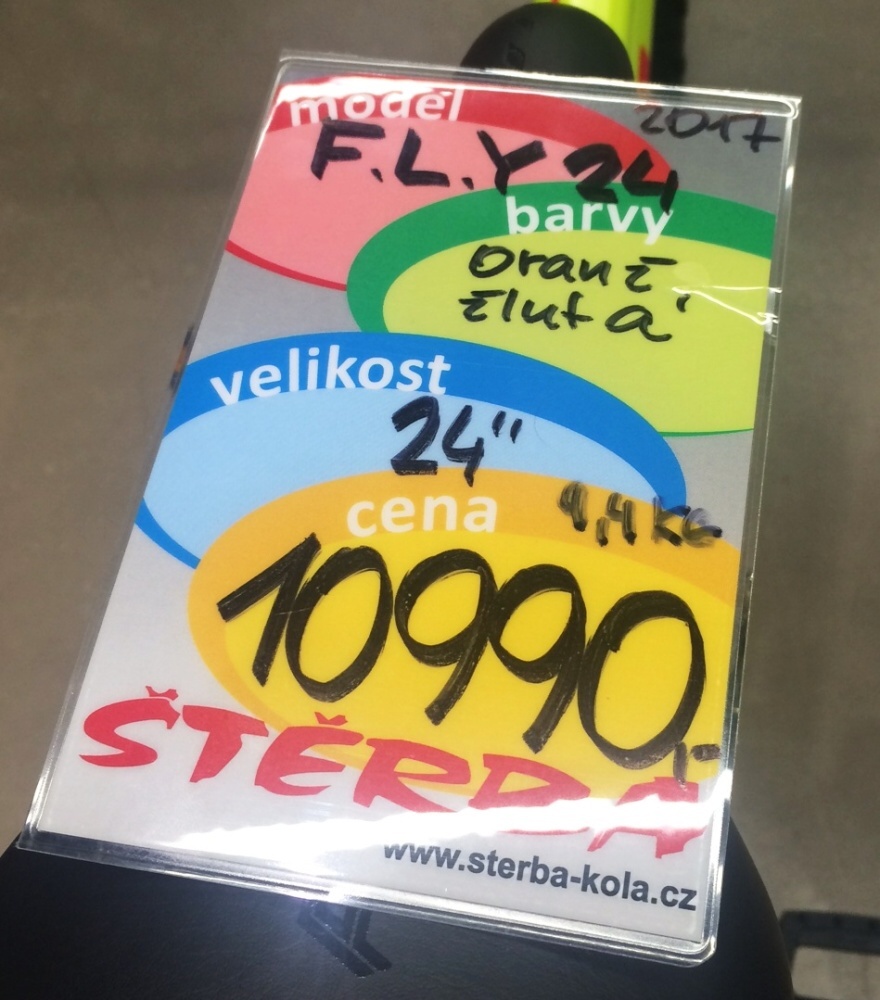 model
2017
F.L.Y 24
barvy
oranž
žlutá
velikost
24"
cena
9,4 KG
10990,-
ŠTĚRBA
www.sterba-kola.cz